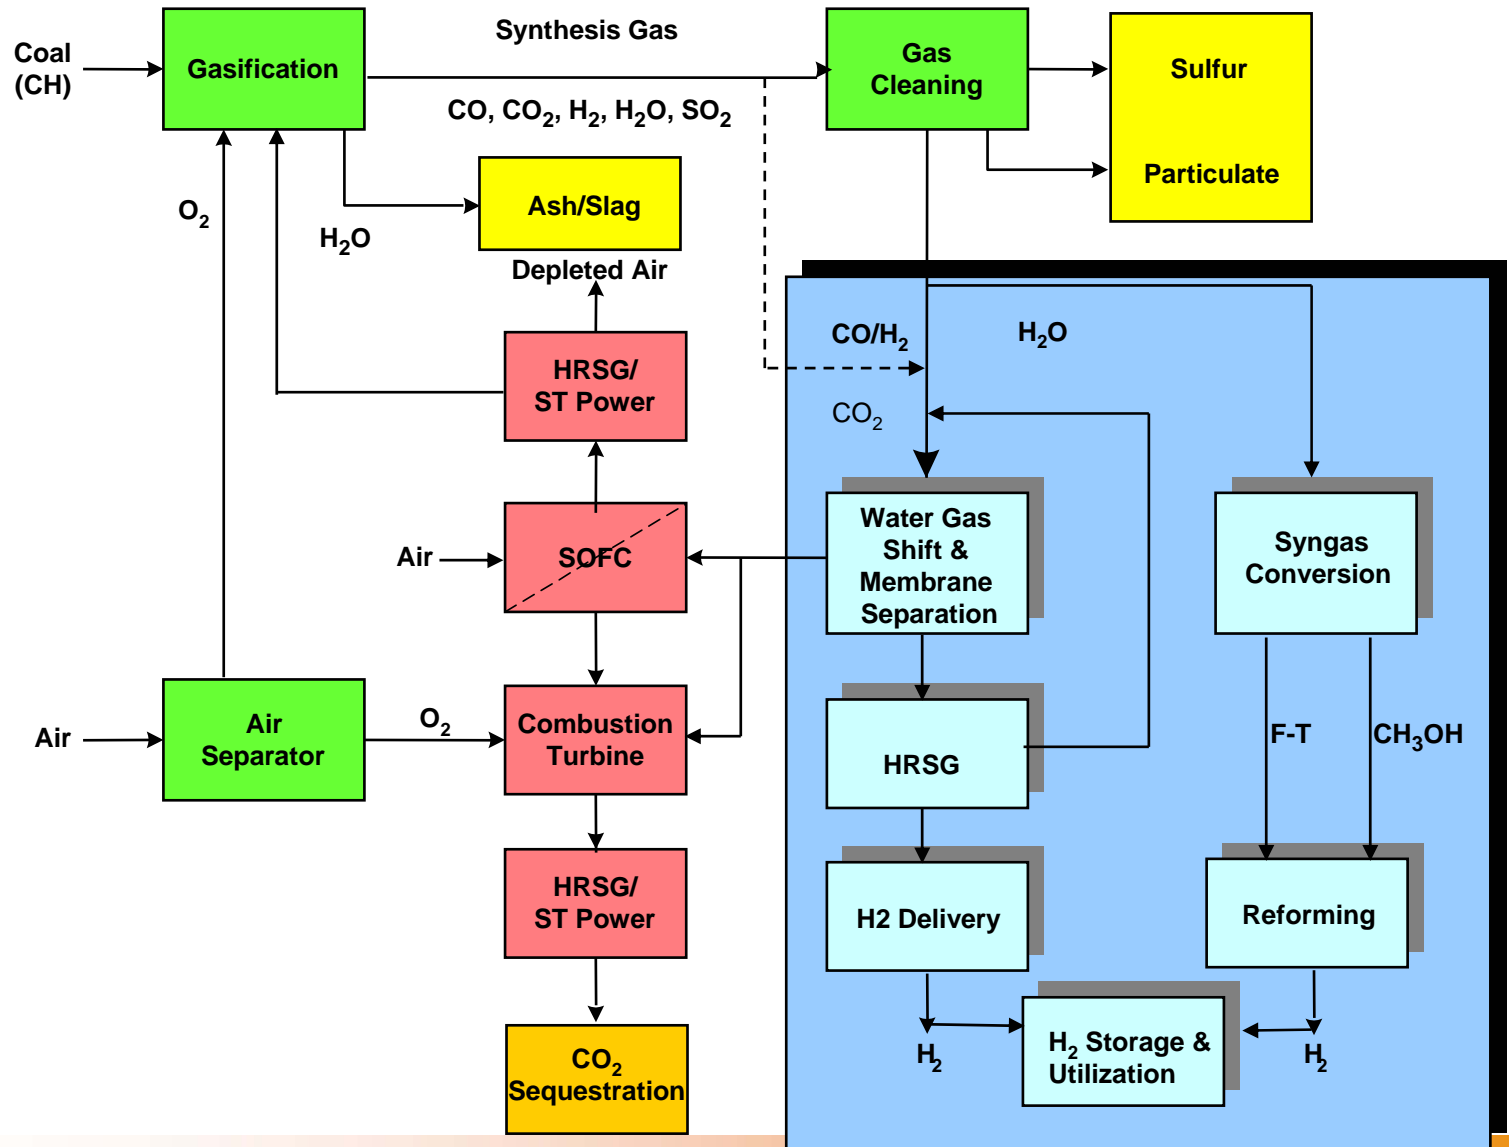 Coal
(CH)
Gasification
Synthesis Gas
CO, CO₂, H₂, H₂O, SO₂
Gas
Cleaning
Sulfur
Particulate
O₂
H₂O
Ash/Slag
Depleted Air
HRSG/
ST Power
CO/H₂
H₂O
CO₂
Air
SOFC
Water Gas
Shift &
Membrane
Separation
Syngas
Conversion
Air
Air
Separator
O₂
Combustion
Turbine
HRSG
F-T
CH₃OH
HRSG/
ST Power
H2 Delivery
Reforming
CO₂
Sequestration
H₂
H₂ Storage &
Utilization
H₂